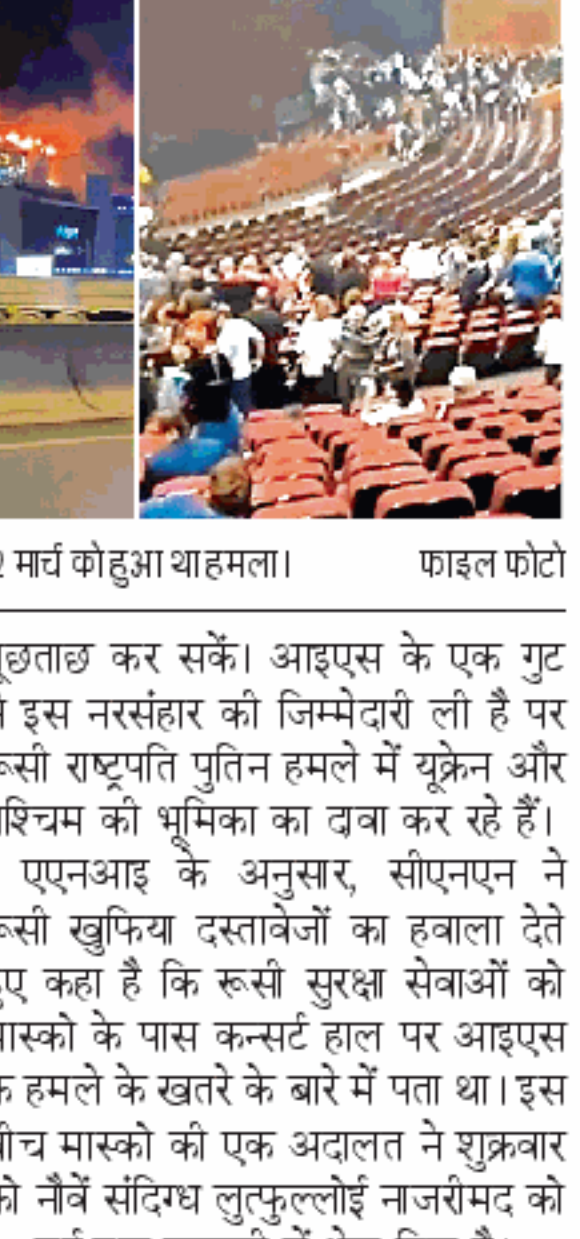 मार्च को हुआ था हमला। फाइल फोटो
कर सकें। आइएस के एक गुट
इस नरसंहार की जिम्मेदारी ली है पर
राष्ट्रपति पुतिन हमले में यूक्रेन और
की भूमिका का दावा कर रहे हैं।
एएनआइ के अनुसार, सीएनएन ने
खुफिया दस्तावेजों का हवाला देते
कहा है कि रूसी सुरक्षा सेवाओं को
के पास कन्सर्ट हाल पर आइएस
हमले के खतरे के बारे में पता था। इस
मास्को की एक अदालत ने शुक्रवार
नौवें संदिग्ध लुत्फुल्लोई नाजरीमद को